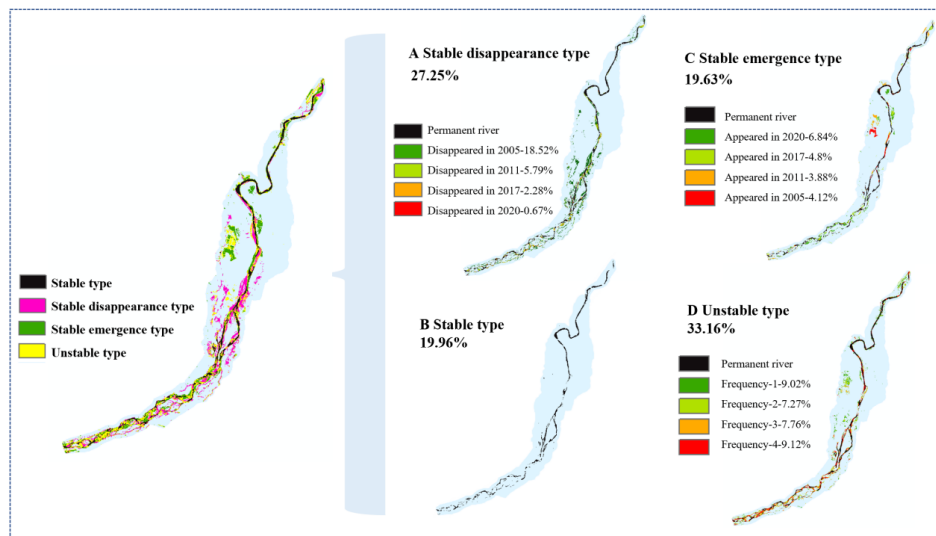 Stable type
Stable disappearance type
Stable emergence type
Unstable type
A Stable disappearance type
27.25%
Permanent river
Disappeared in 2005-18.52%
Disappeared in 2011-5.79%
Disappeared in 2017-2.28%
Disappeared in 2020-0.67%
B Stable type
19.96%
C Stable emergence type
19.63%
Permanent river
Appeared in 2020-6.84%
Appeared in 2017-4.8%
Appeared in 2011-3.88%
Appeared in 2005-4.12%
D Unstable type
33.16%
Permanent river
Frequency-1-9.02%
Frequency-2-7.27%
Frequency-3-7.76%
Frequency-4-9.12%